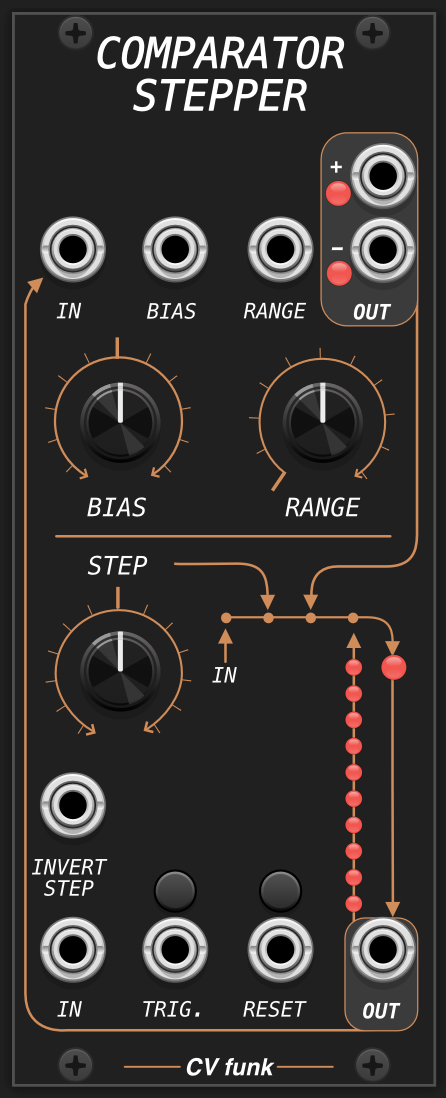 COMPARATOR
STEPPER
+
IN BIAS RANGE − OUT
BIAS RANGE
STEP
IN
INVERT
STEP
IN TRIG. RESET OUT
CV funk